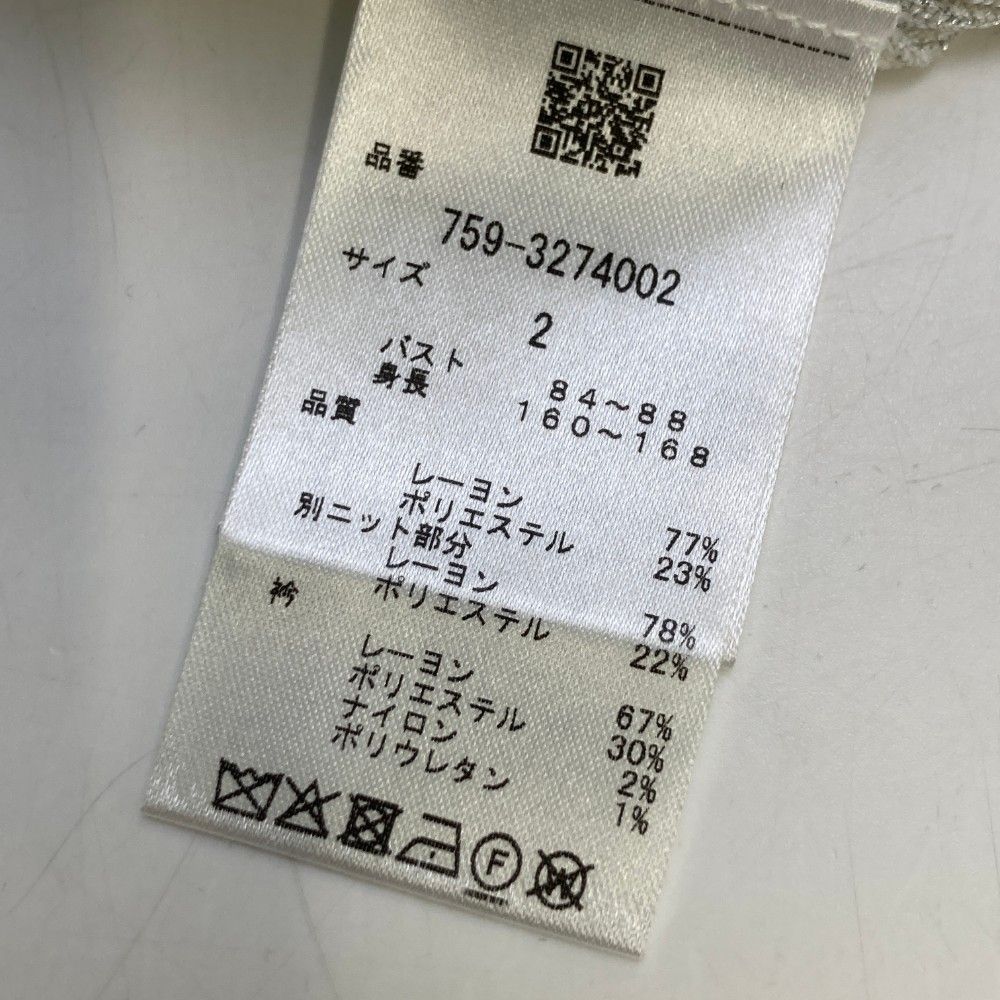 品番
759-3274002
サイズ
2
バスト 84～88
身長 160～168
品質
レーヨン 77%
ポリエステル 23%
別ニット部分
レーヨン 78%
ポリエステル 22%
衿
レーヨン 67%
ポリエステル 30%
ナイロン 2%
ポリウレタン 1%
F W